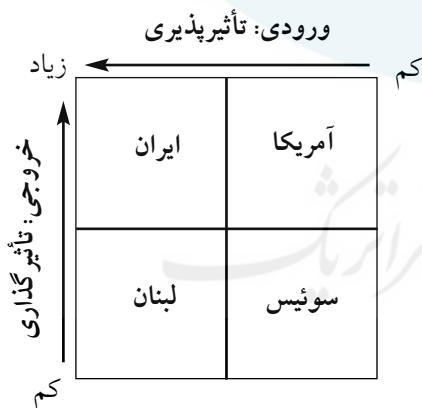 ورودی: تأثیرپذیری
کم
زیاد
آمریکا
ایران
سوئیس
لبنان
خروجی: تأثیرگذاری
کم